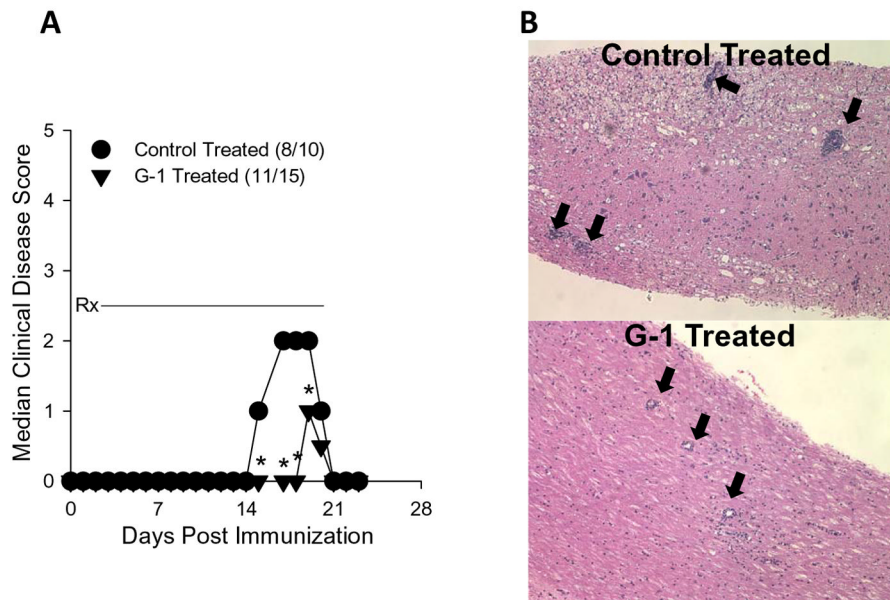 A
B
Control Treated
5
Control Treated (8/10)
G-1 Treated (11/15)
4
3
Rx
2
1
*
* * *
0
0 7 14 21 28
Median Clinical Disease Score
Days Post Immunization
G-1 Treated